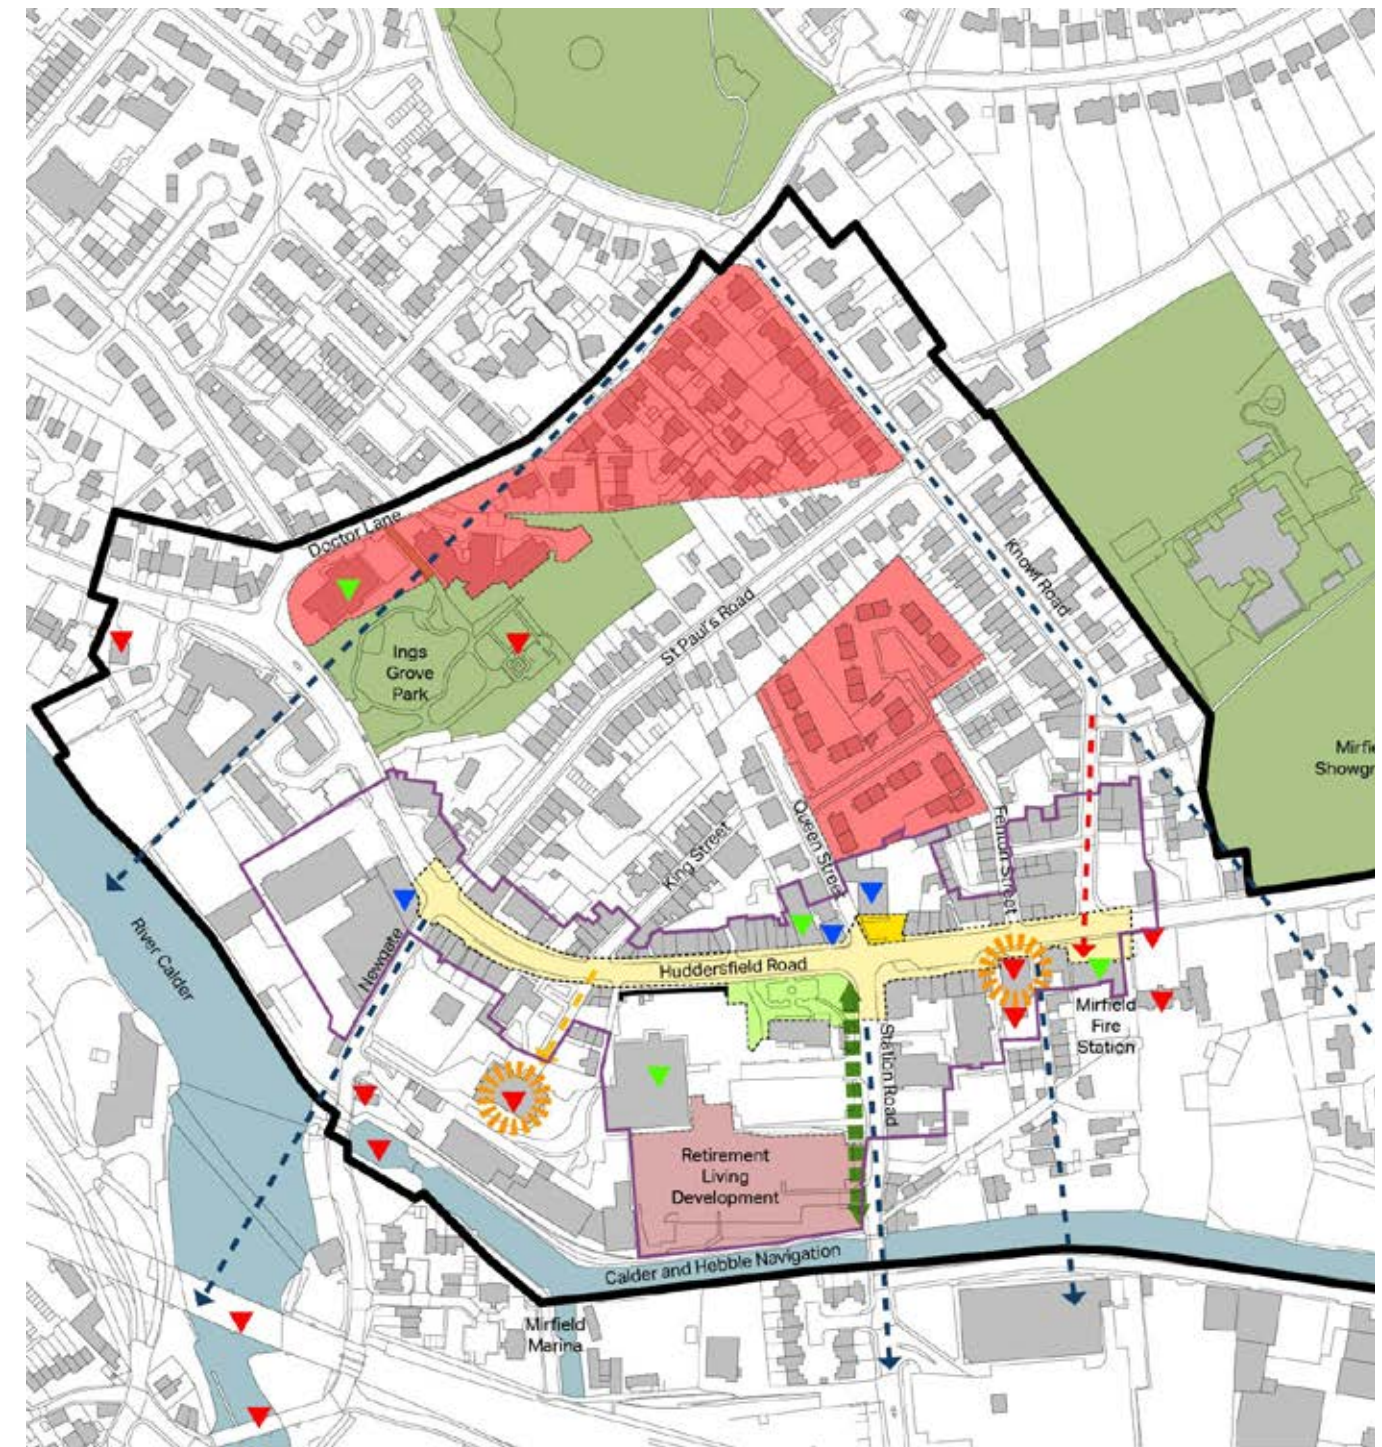 Doctor Lane
Knowl Road
Ings
Grove
Park
St Paul's Road
Mirfie
Showgr
Queen Street
Fenton Street
King Street
River Calder
Newgate
Huddersfield Road
Mirfield
Fire
Station
Station Road
Retirement
Living
Development
Calder and Hebble Navigation
Mirfield
Marina